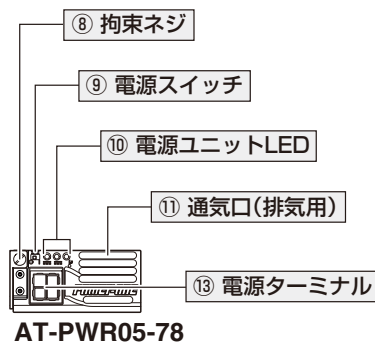 ⑧ 拘束ネジ
⑨ 電源スイッチ
⑩ 電源ユニットLED
⑪ 通気口(排気用)
⑬ 電源ターミナル
AT-PWR05-78